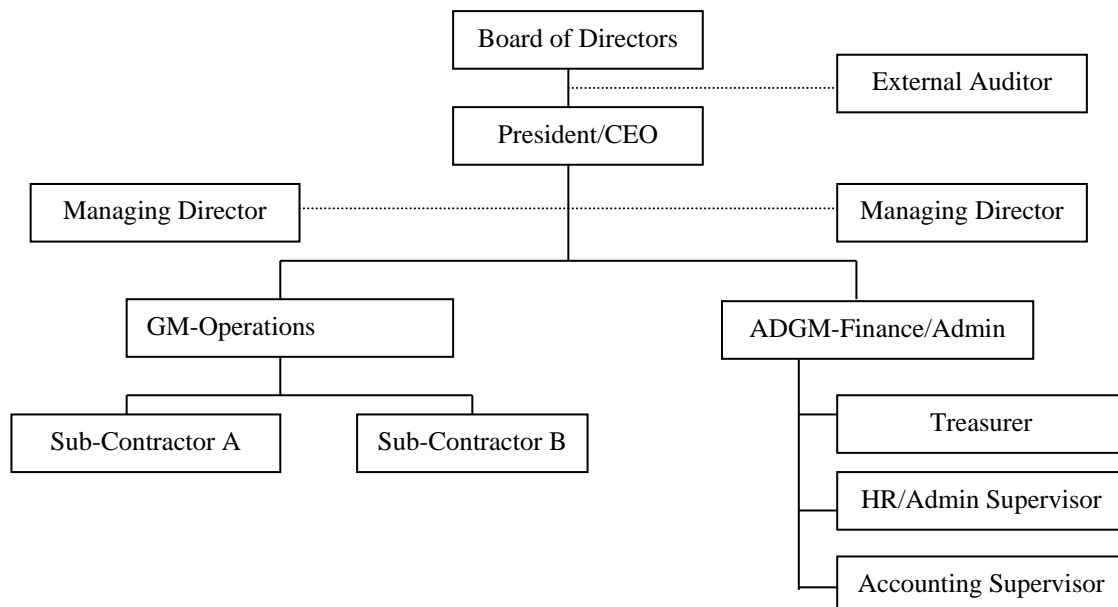 Board of Directors
External Auditor
President/CEO
Managing Director
Managing Director
GM-Operations
ADGM-Finance/Admin
Sub-Contractor A
Sub-Contractor B
Treasurer
HR/Admin Supervisor
Accounting Supervisor